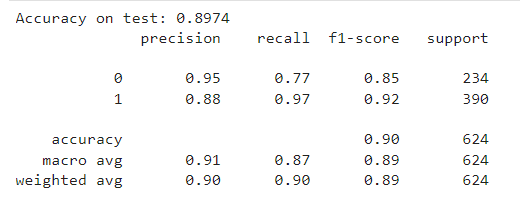 Accuracy on test: 0.8974
precision recall f1-score support
0 0.95 0.77 0.85 234
1 0.88 0.97 0.92 390
accuracy 0.90 624
macro avg 0.91 0.87 0.89 624
weighted avg 0.90 0.90 0.89 624